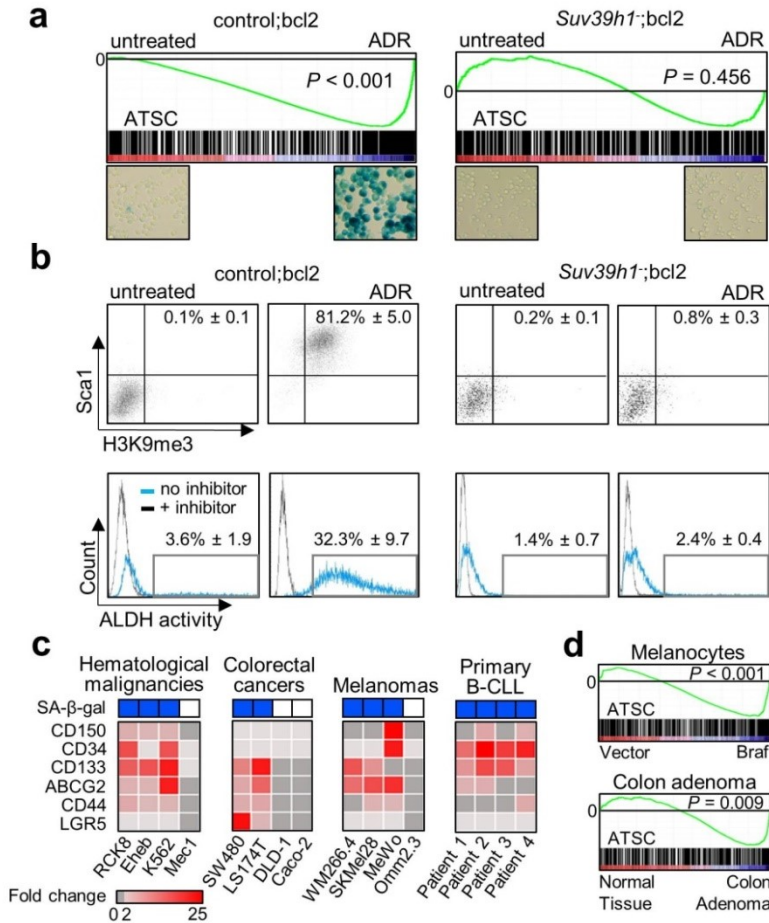 a
control;bcl2
Suv39h1⁻;bcl2
untreated ADR
untreated ADR
0
P < 0.001
P = 0.456
0
ATSC
ATSC
b
control;bcl2
Suv39h1⁻;bcl2
untreated ADR
untreated ADR
0.1% ± 0.1
81.2% ± 5.0
0.2% ± 0.1
0.8% ± 0.3
Sca1
H3K9me3
no inhibitor
+ inhibitor
3.6% ± 1.9
32.3% ± 9.7
1.4% ± 0.7
2.4% ± 0.4
Count
ALDH activity
c
Hematological
malignancies
Colorectal
cancers
Melanomas
Primary
B-CLL
SA-β-gal
CD150
CD34
CD133
ABCG2
CD44
LGR5
RCK8
Eheb
K562
Mec1
SW480
LS174T
DLD-1
Caco-2
WM266.4
SKMel28
MeWo
Omm2.3
Patient 1
Patient 2
Patient 3
Patient 4
Fold change
0 2 25
d
Melanocytes
P < 0.001
0
ATSC
Vector Braf
Colon adenoma
P = 0.009
0
ATSC
Normal Colon
Tissue Adenoma